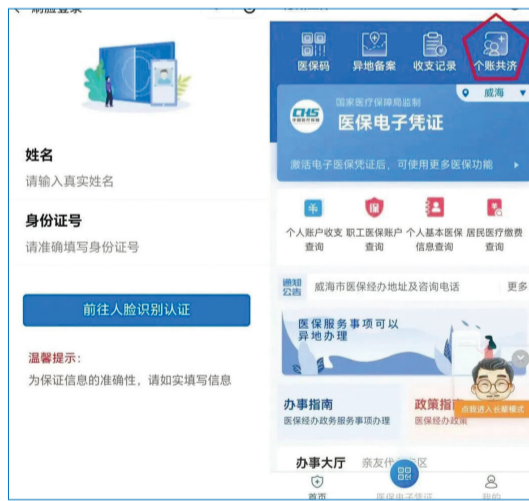 刷脸登录
姓名
请输入真实姓名
身份证号
请准确填写身份证号
前往人脸识别认证
温馨提示：
为保证信息的准确性，请如实填写信息
医保码
异地备案
收支记录
个账共济
威海
国家医疗保障局监制
CHS
医保电子凭证
激活电子医保凭证后，可使用更多医保功能
个人账户收支查询
职工医保账户查询
个人基本医保信息查询
居民医疗缴费查询
通知公告
威海市医保经办地址及咨询电话
更多
医保服务事项可以
异地办理
办事指南
医保经办政务服务事项办理
政策指
医保经办政策
点我进入长辈模式
办事大厅
亲友代
区
首页
医保电子凭证
我的